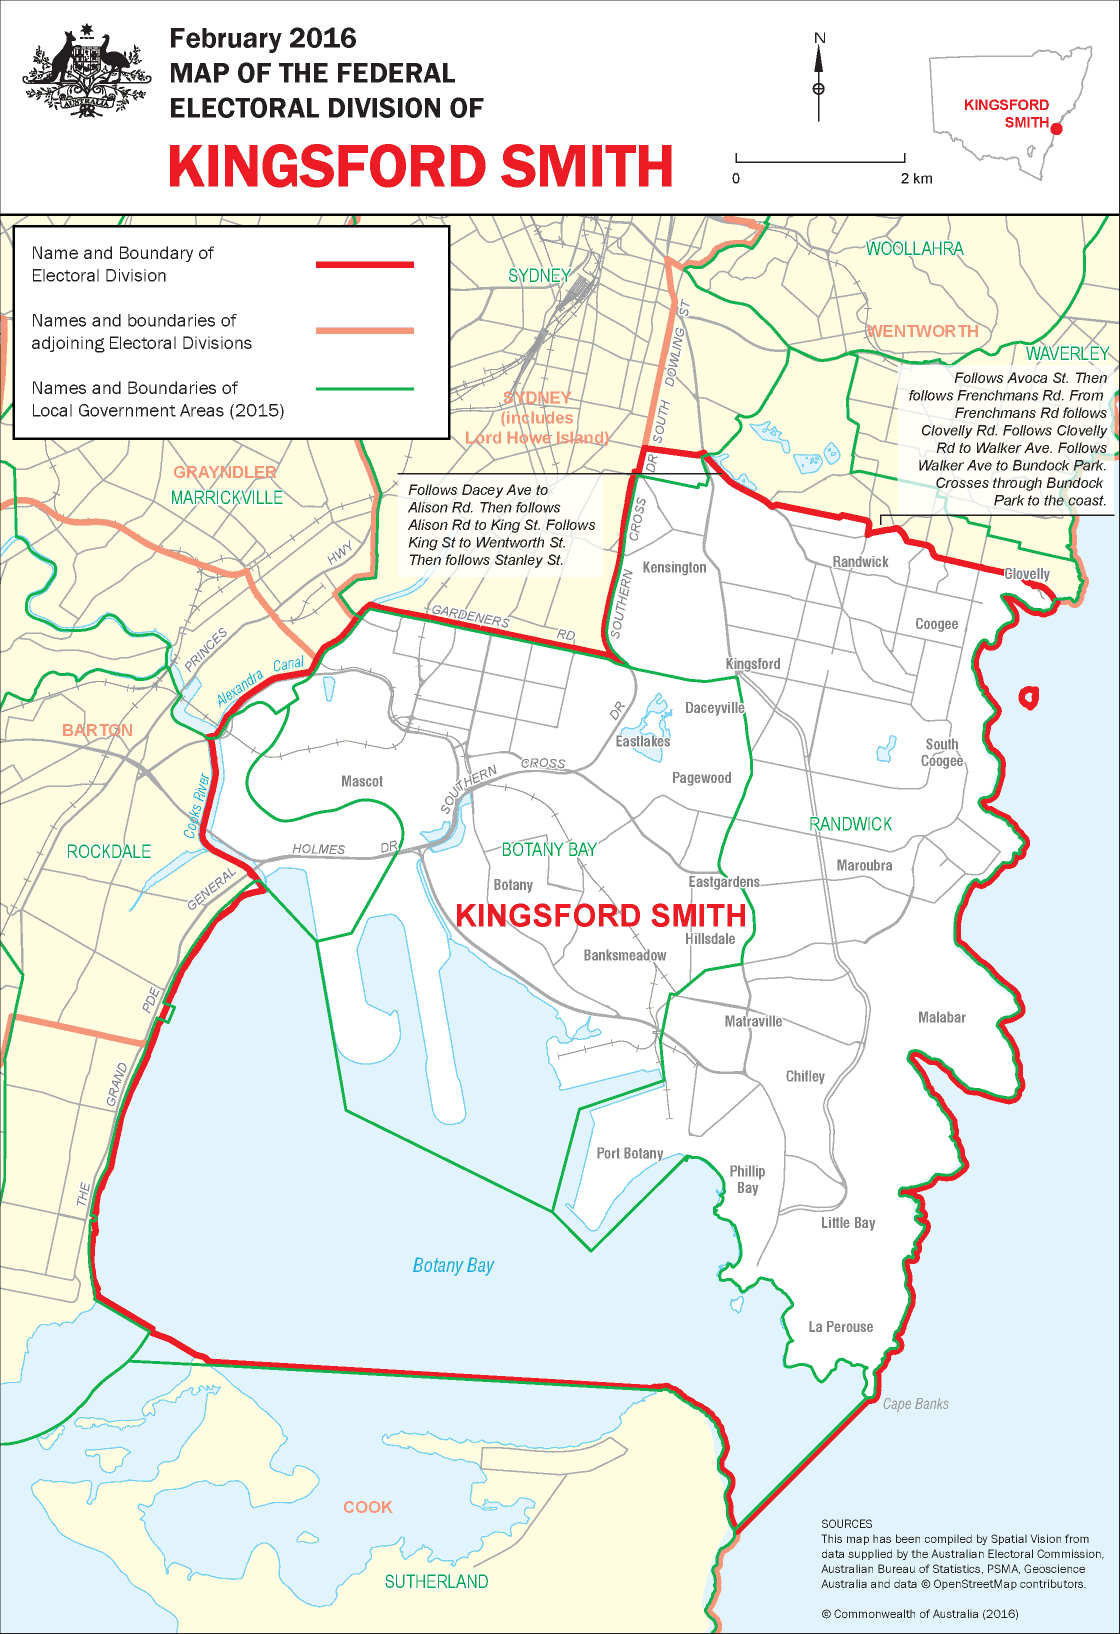 February 2016
MAP OF THE FEDERAL
ELECTORAL DIVISION OF
KINGSFORD SMITH
AUSTRALIA
N
0
2 km
KINGSFORD
SMITH
Name and Boundary of
Electoral Division
Names and boundaries of
adjoining Electoral Divisions
Names and Boundaries of
Local Government Areas (2015)
SYDNEY
WOOLLAHRA
WENTWORTH
WAVERLEY
SOUTH DOWLING ST
SYDNEY
(includes
Lord Howe Island)
Follows Avoca St. Then
follows Frenchmans Rd. From
Frenchmans Rd follows
Clovelly Rd. Follows Clovelly
Rd to Walker Ave. Follows
Walker Ave to Bundock Park.
Crosses through Bundock
Park to the coast.
GRAYNDLER
MARRICKVILLE
Follows Dacey Ave to
Alison Rd. Then follows
Alison Rd to King St. Follows
King St to Wentworth St.
Then follows Stanley St.
PRINCES HWY
SOUTHERN CROSS DR
Kensington
Randwick
Clovelly
GARDENERS RD
Coogee
Alexandra Canal
Kingsford
Daceyville
BARTON
Eastlakes
South
Coogee
Mascot
SOUTHERN CROSS DR
Pagewood
Cooks River
RANDWICK
ROCKDALE
HOLMES DR
BOTANY BAY
Maroubra
GENERAL
Botany
Eastgardens
KINGSFORD SMITH
Hillsdale
Banksmeadow
Matraville
Malabar
THE GRAND PDE
Chifley
Port Botany
Phillip
Bay
Little Bay
Botany Bay
La Perouse
Cape Banks
COOK
SUTHERLAND
SOURCES
This map has been compiled by Spatial Vision from
data supplied by the Australian Electoral Commission,
Australian Bureau of Statistics, PSMA, Geoscience
Australia and data © OpenStreetMap contributors.
© Commonwealth of Australia (2016)